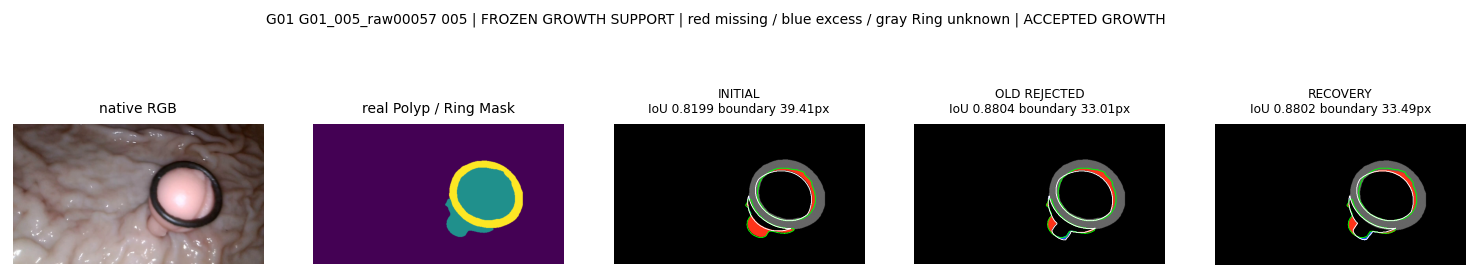 G01 G01_005_raw00057 005 | FROZEN GROWTH SUPPORT | red missing / blue excess / gray Ring unknown | ACCEPTED GROWTH
native RGB
real Polyp / Ring Mask
INITIAL
IoU 0.8199 boundary 39.41px
OLD REJECTED
IoU 0.8804 boundary 33.01px
RECOVERY
IoU 0.8802 boundary 33.49px